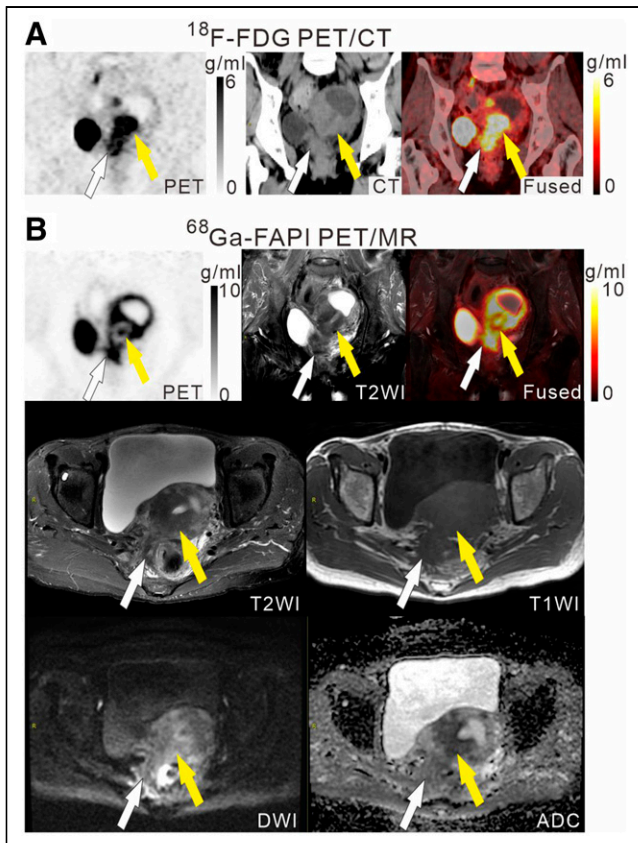 A
¹⁸F-FDG PET/CT
g/ml
6
0
PET
CT
6
0
Fused
B
⁶⁸Ga-FAPI PET/MR
g/ml
10
0
PET
T2WI
g/ml
10
0
Fused
R
T2WI
R
T1WI
R
DWI
R
ADC